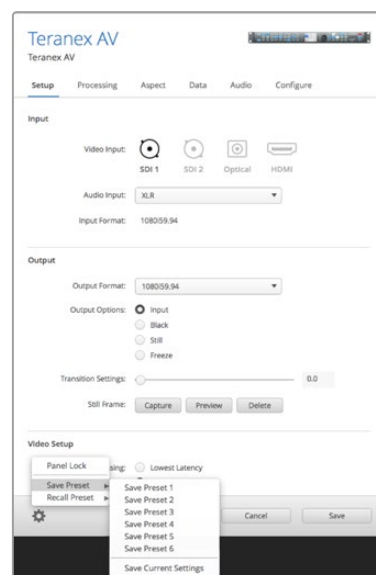 Teranex AV
Teranex AV
Setup Processing Aspect Data Audio Configure
Input
Video Input:
SDI 1 SDI 2 Optical HDMI
Audio Input: XLR
Input Format: 1080i59.94
Output
Output Format: 1080i59.94
Output Options: Input
Black
Still
Freeze
Transition Settings: 0.0
Still Frame: Capture Preview Delete
Video Setup
Panel Lock
sing: Lowest Latency
Save Preset
Recall Preset
Save Preset 1
Save Preset 2
Save Preset 3
Save Preset 4
Save Preset 5
Save Preset 6
Save Current Settings
Cancel Save